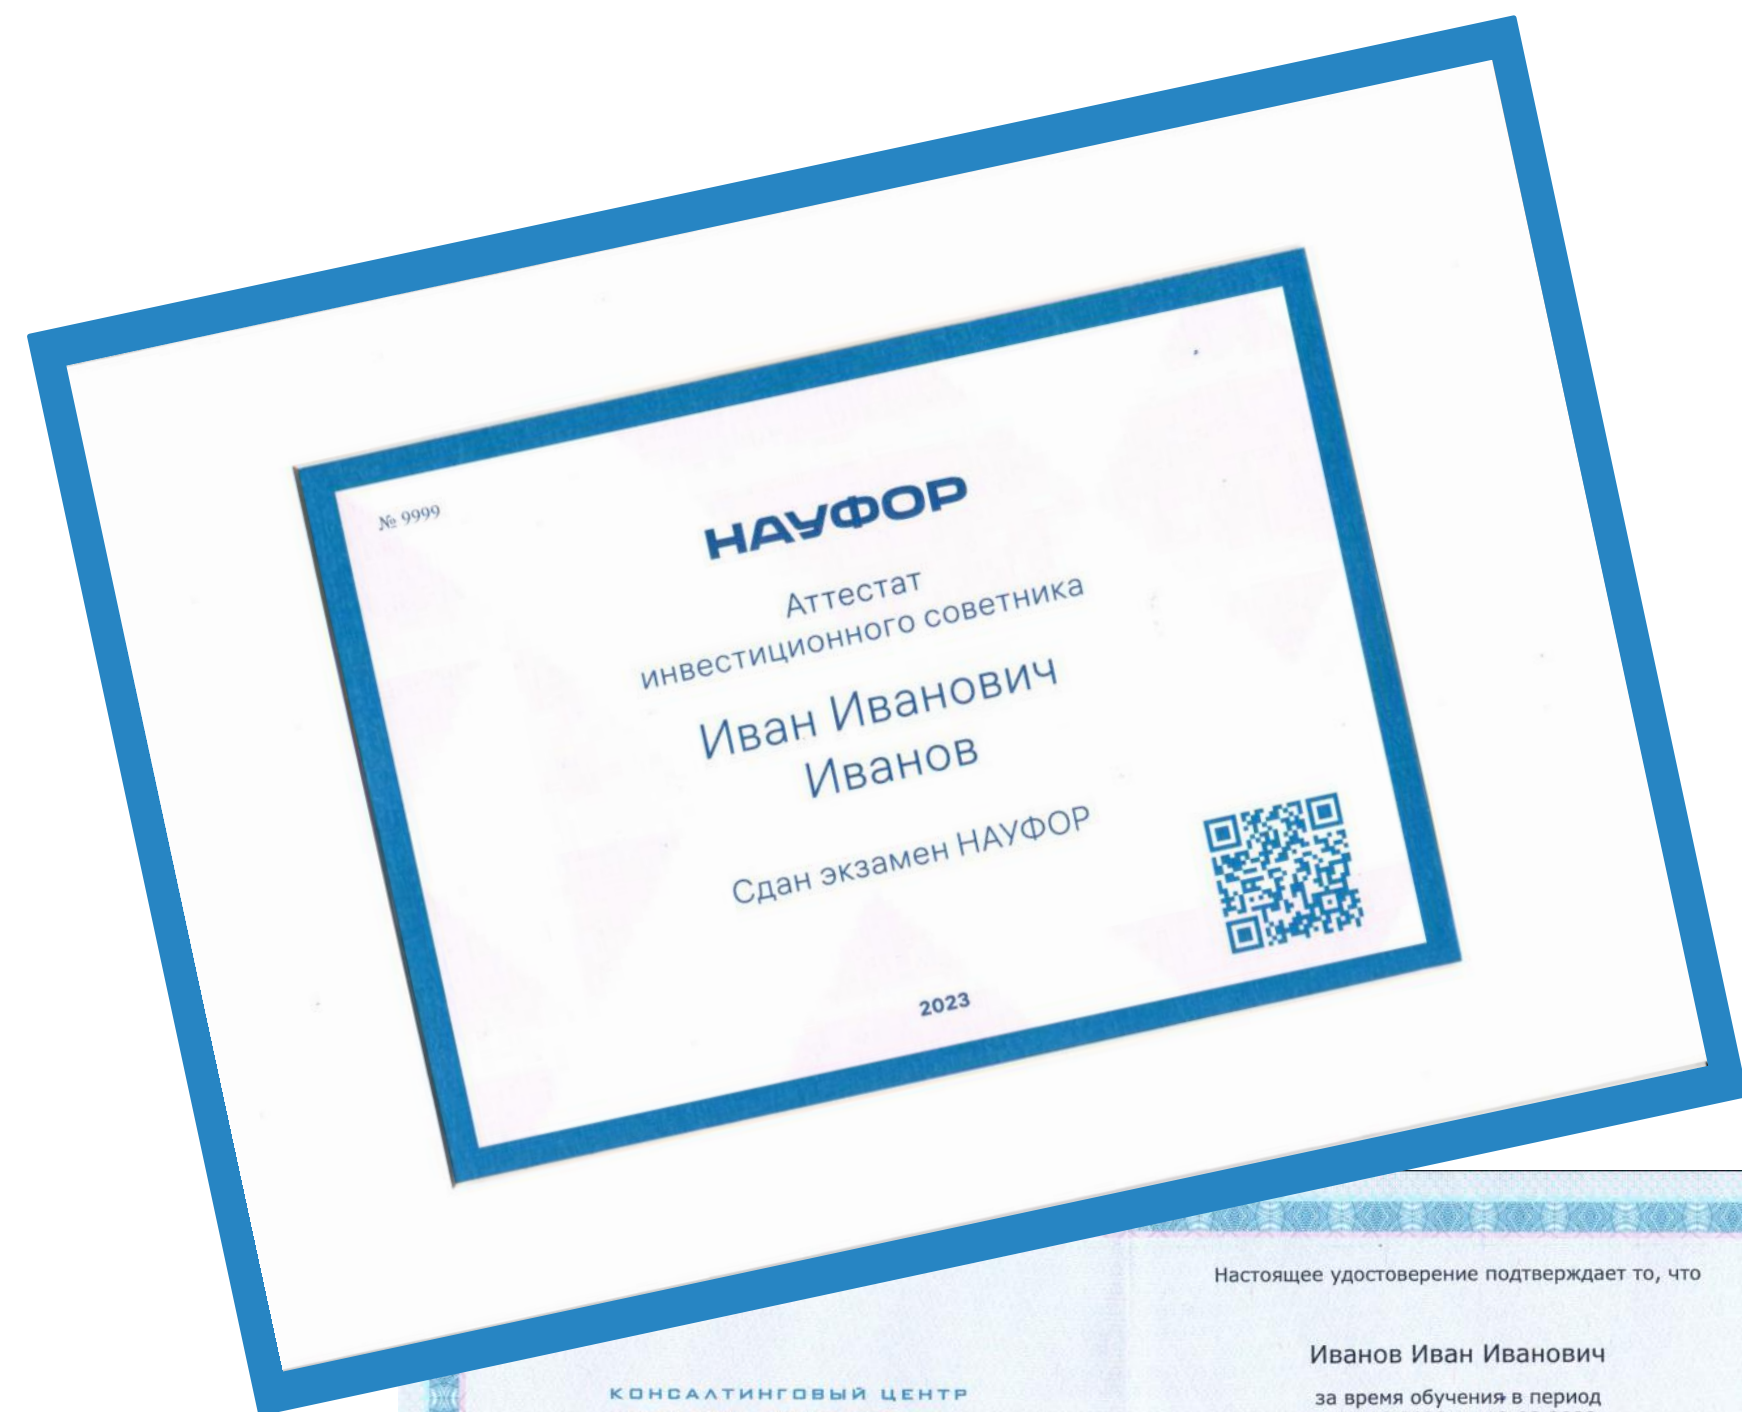 № 9999
НАУФОР
Аттестат
инвестиционного советника
Иван Иванович
Иванов
Сдан экзамен НАУФОР
2023
Настоящее удостоверение подтверждает то, что
Иванов Иван Иванович
КОНСАЛТИНГОВЫЙ ЦЕНТР
за время обучения в период